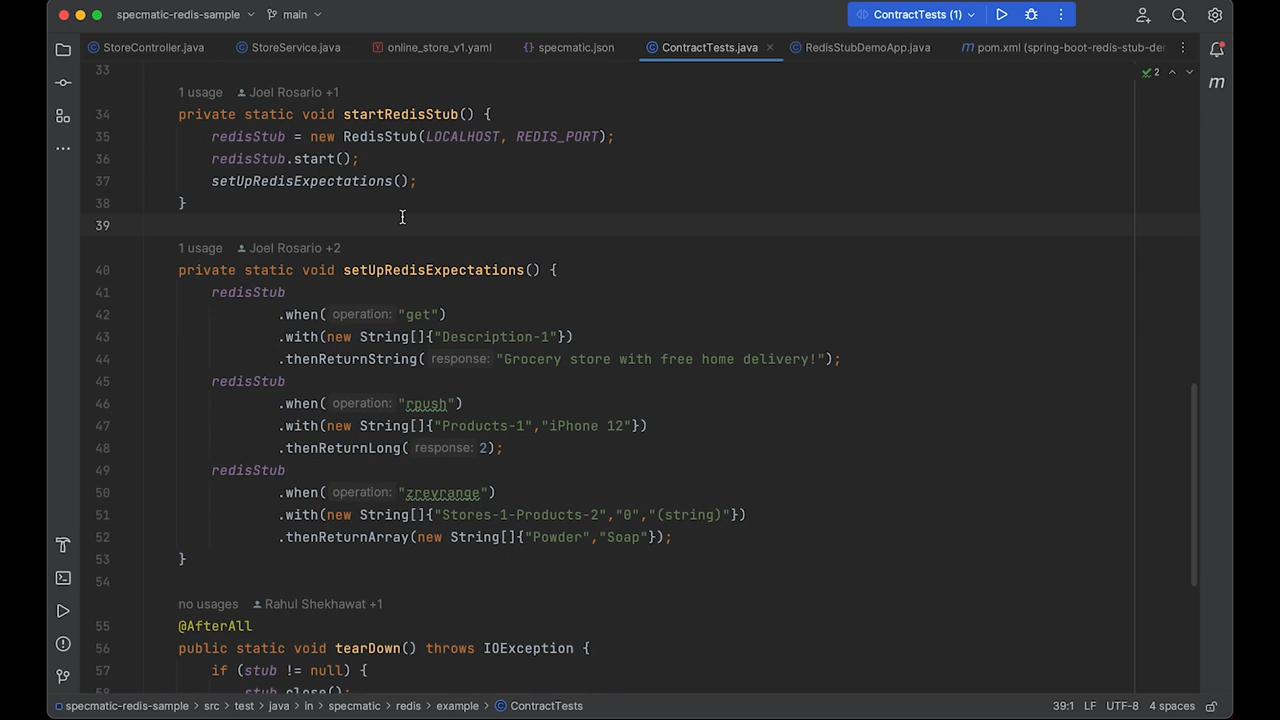 specmatic-redis-sample main ContractTests (1)
StoreController.java StoreService.java online_store_v1.yaml specmatic.json ContractTests.java RedisStubDemoApp.java pom.xml (spring-boot-redis-stub-der
33 2
1 usage Joel Rosario +1
34 private static void startRedisStub() {
35 redisStub = new RedisStub(LOCALHOST, REDIS_PORT);
36 redisStub.start();
37 setUpRedisExpectations();
38 }
39
1 usage Joel Rosario +2
40 private static void setUpRedisExpectations() {
41 redisStub
42 .when( operation: "get")
43 .with(new String[]{"Description-1"})
44 .thenReturnString( response: "Grocery store with free home delivery!");
45 redisStub
46 .when( operation: "rpush")
47 .with(new String[]{"Products-1","iPhone 12"})
48 .thenReturnLong( response: 2);
49 redisStub
50 .when( operation: "zrevrange")
51 .with(new String[]{"Stores-1-Products-2","0","(string)"})
52 .thenReturnArray(new String[]{"Powder","Soap"});
53 }
54
no usages Rahul Shekhawat +1
55 @AfterAll
56 public static void tearDown() throws IOException {
57 if (stub != null) {
58 stub.close();
specmatic-redis-sample > src > test > java > in > specmatic > redis > example > ContractTests 39:1 LF UTF-8 4 spaces